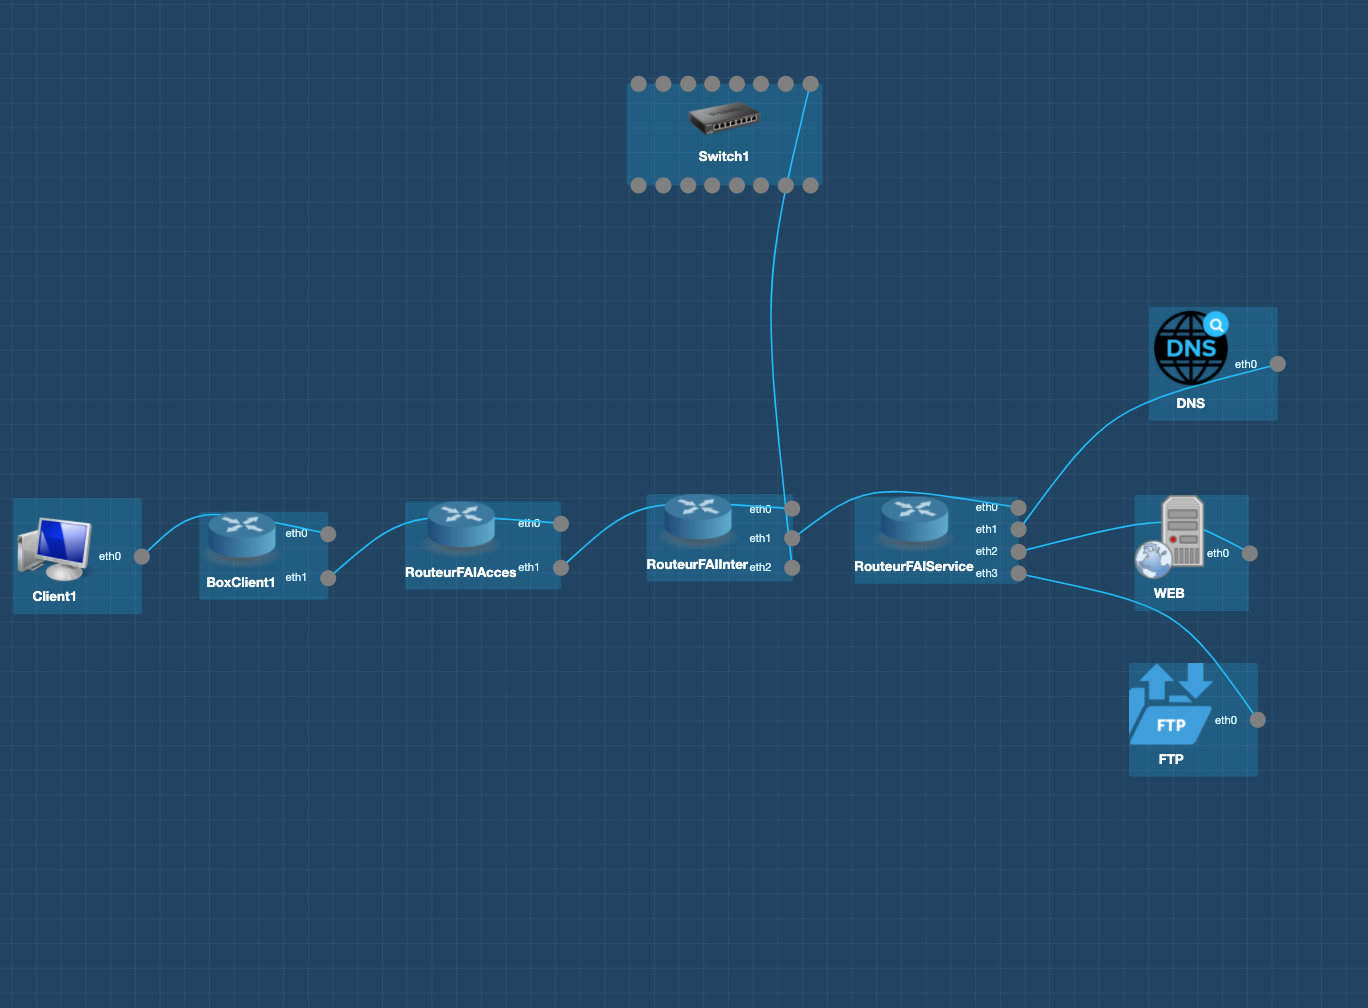 Switch1
DNS
eth0
DNS
eth0
Client1
eth0
eth1
BoxClient1
eth0
eth1
RouteurFAIAcces
eth0
eth1
eth2
RouteurFAIInter
eth0
eth1
eth2
eth3
RouteurFAIService
eth0
WEB
FTP
eth0
FTP